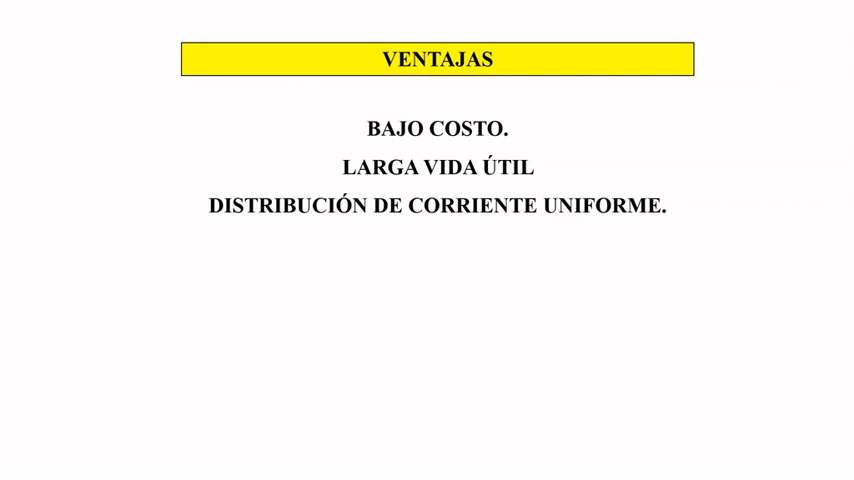 VENTAJAS
BAJO COSTO.
LARGA VIDA ÚTIL
DISTRIBUCIÓN DE CORRIENTE UNIFORME.